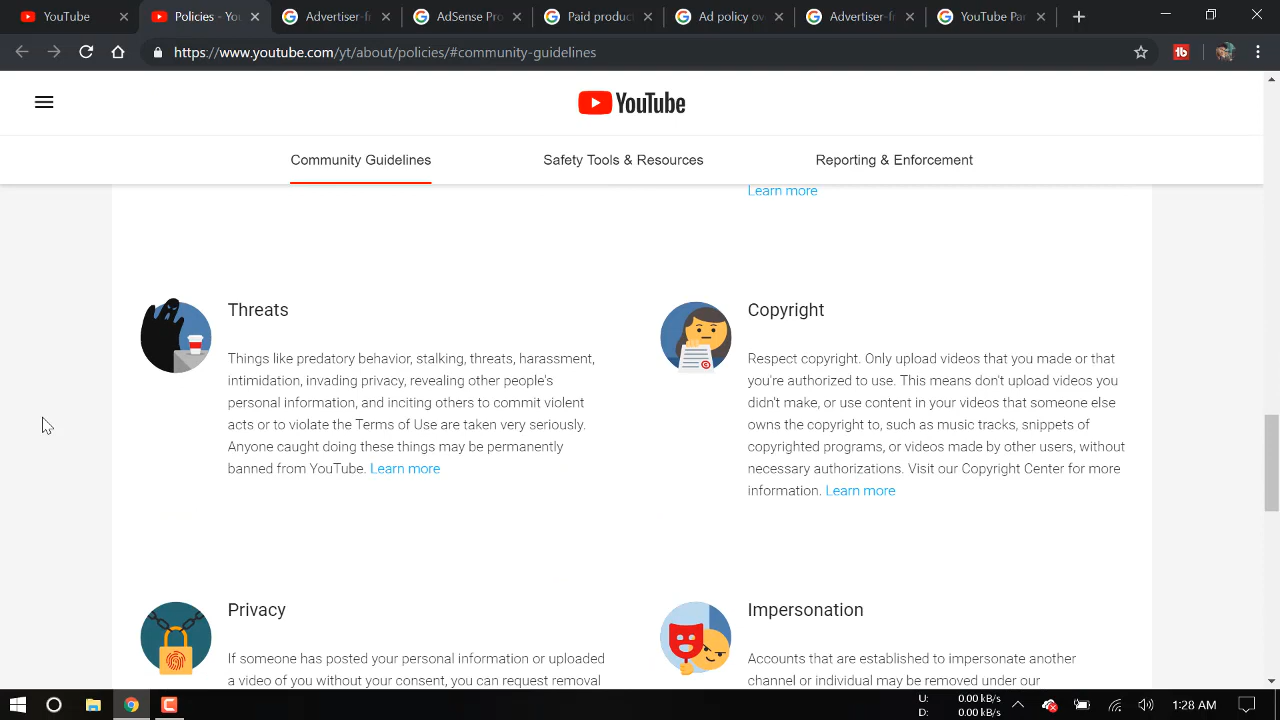 YouTube
Policies - You
Advertiser-fr
AdSense Pro
Paid produc
Ad policy ov
Advertiser-fr
YouTube Par
https://www.youtube.com/yt/about/policies/#community-guidelines
YouTube
Community Guidelines
Safety Tools & Resources
Reporting & Enforcement
Learn more
Threats
Things like predatory behavior, stalking, threats, harassment,
intimidation, invading privacy, revealing other people's
personal information, and inciting others to commit violent
acts or to violate the Terms of Use are taken very seriously.
Anyone caught doing these things may be permanently
banned from YouTube. Learn more
Copyright
Respect copyright. Only upload videos that you made or that
you're authorized to use. This means don't upload videos you
didn't make, or use content in your videos that someone else
owns the copyright to, such as music tracks, snippets of
copyrighted programs, or videos made by other users, without
necessary authorizations. Visit our Copyright Center for more
information. Learn more
Privacy
If someone has posted your personal information or uploaded
a video of you without your consent, you can request removal
Impersonation
Accounts that are established to impersonate another
channel or individual may be removed under our
U: 0.00 kB/s
D: 0.00 kB/s
1:28 AM